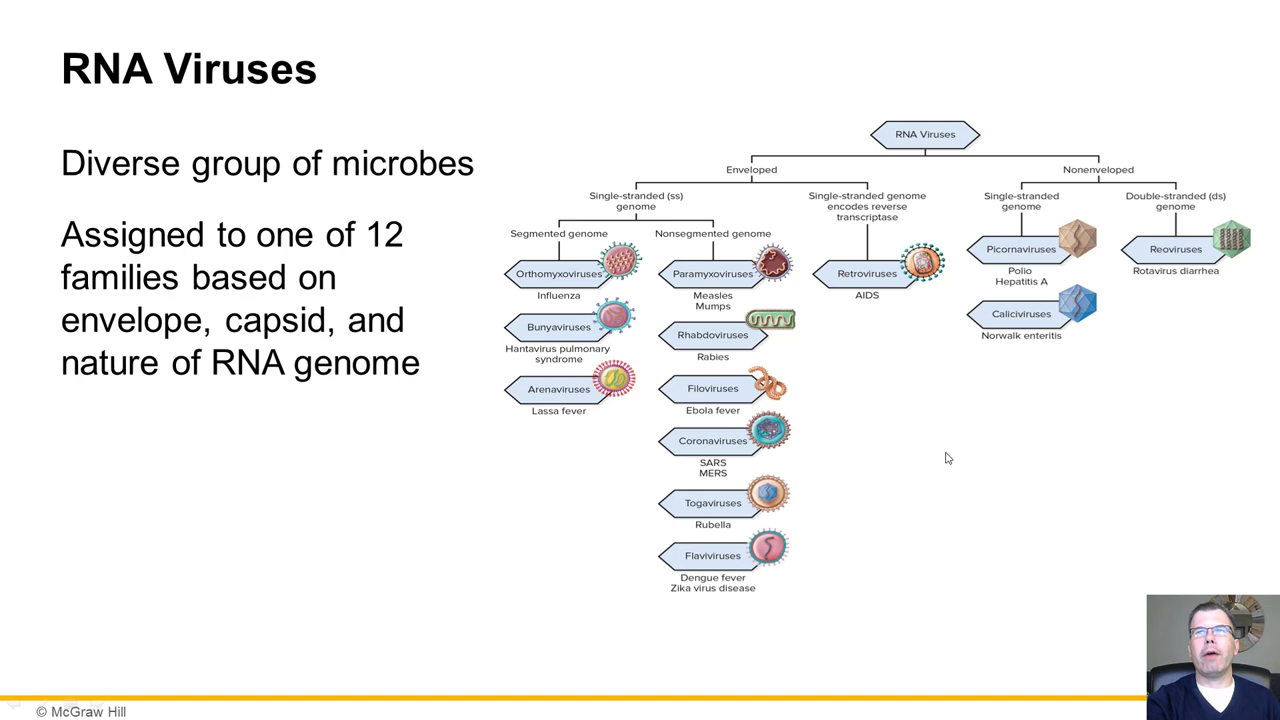 RNA Viruses
Diverse group of microbes
Assigned to one of 12
families based on
envelope, capsid, and
nature of RNA genome
RNA Viruses
Enveloped
Nonenveloped
Single-stranded (ss)
genome
Single-stranded genome
encodes reverse
transcriptase
Single-stranded
genome
Double-stranded (ds)
genome
Segmented genome
Nonsegmented genome
Orthomyxoviruses
Influenza
Bunyaviruses
Hantavirus pulmonary
syndrome
Arenaviruses
Lassa fever
Paramyxoviruses
Measles
Mumps
Rhabdoviruses
Rabies
Filoviruses
Ebola fever
Coronaviruses
SARS
MERS
Togaviruses
Rubella
Flaviviruses
Dengue fever
Zika virus disease
Retroviruses
AIDS
Picornaviruses
Polio
Hepatitis A
Caliciviruses
Norwalk enteritis
Reoviruses
Rotavirus diarrhea
© McGraw Hill